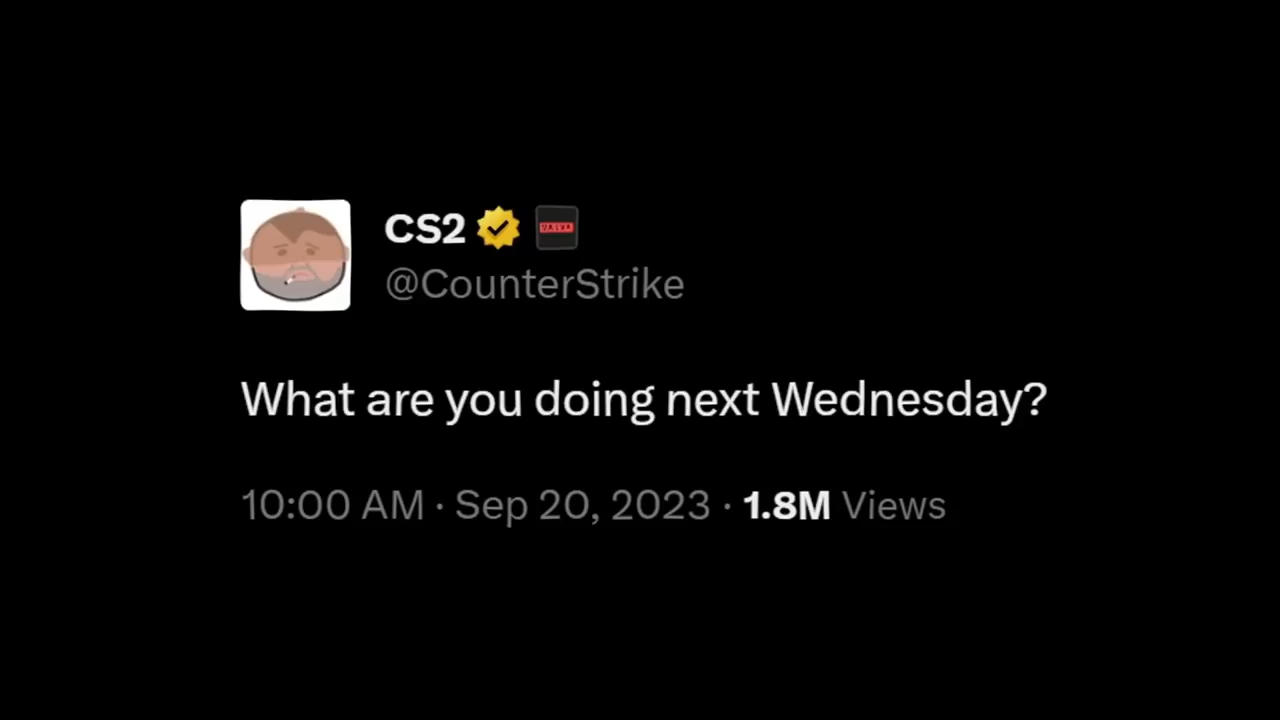 CS2
@CounterStrike
What are you doing next Wednesday?
10:00 AM · Sep 20, 2023 · 1.8M Views